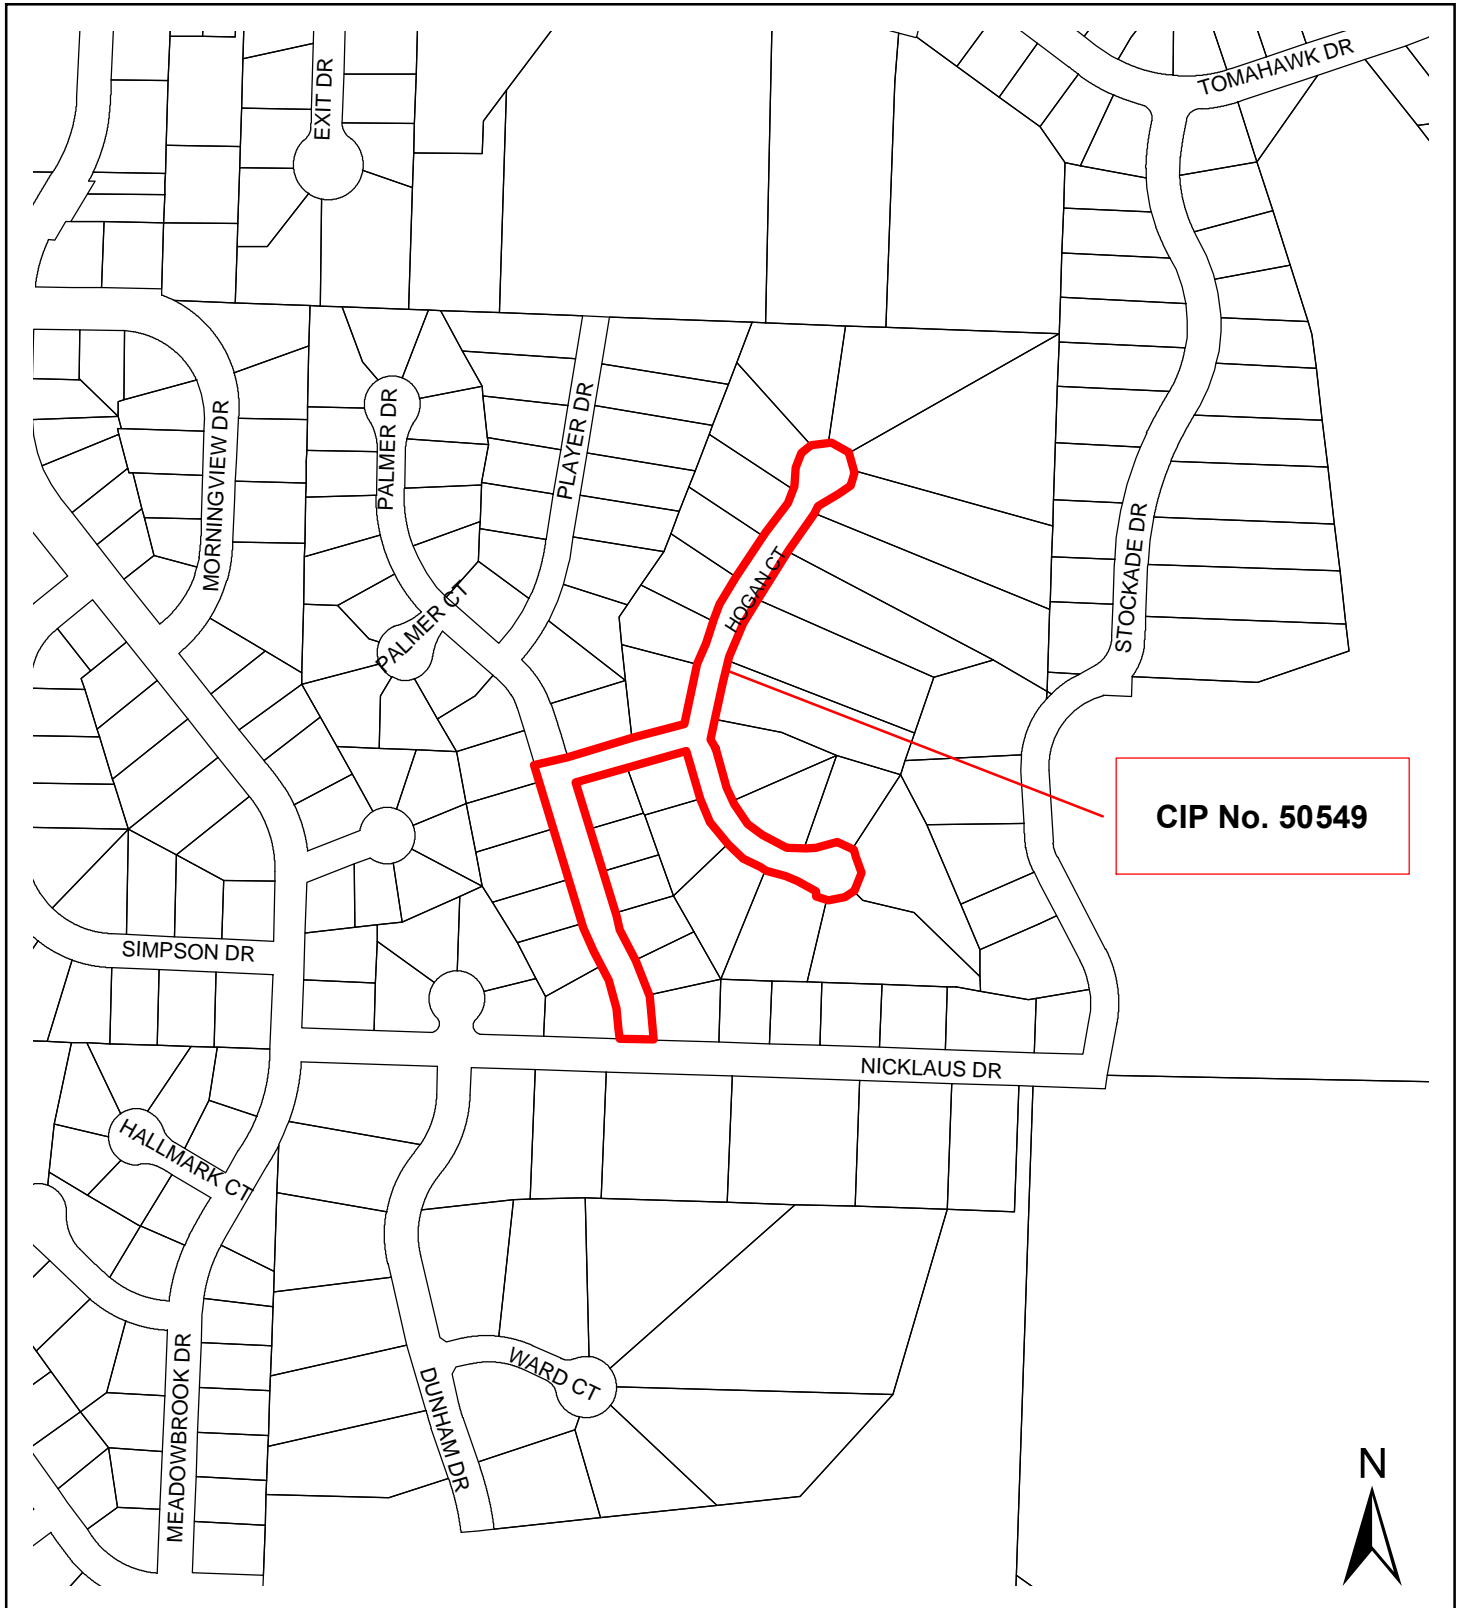 TOMAHAWK DR
EXIT DR
PALMER DR
PLAYER DR
MORNINGVIEW DR
HOGAN CT
STOCKADE DR
PALMER CT
CIP No. 50549
SIMPSON DR
NICKLAUS DR
HALLMARK CT
WARD CT
DUNHAM DR
MEADOWBROOK DR
N